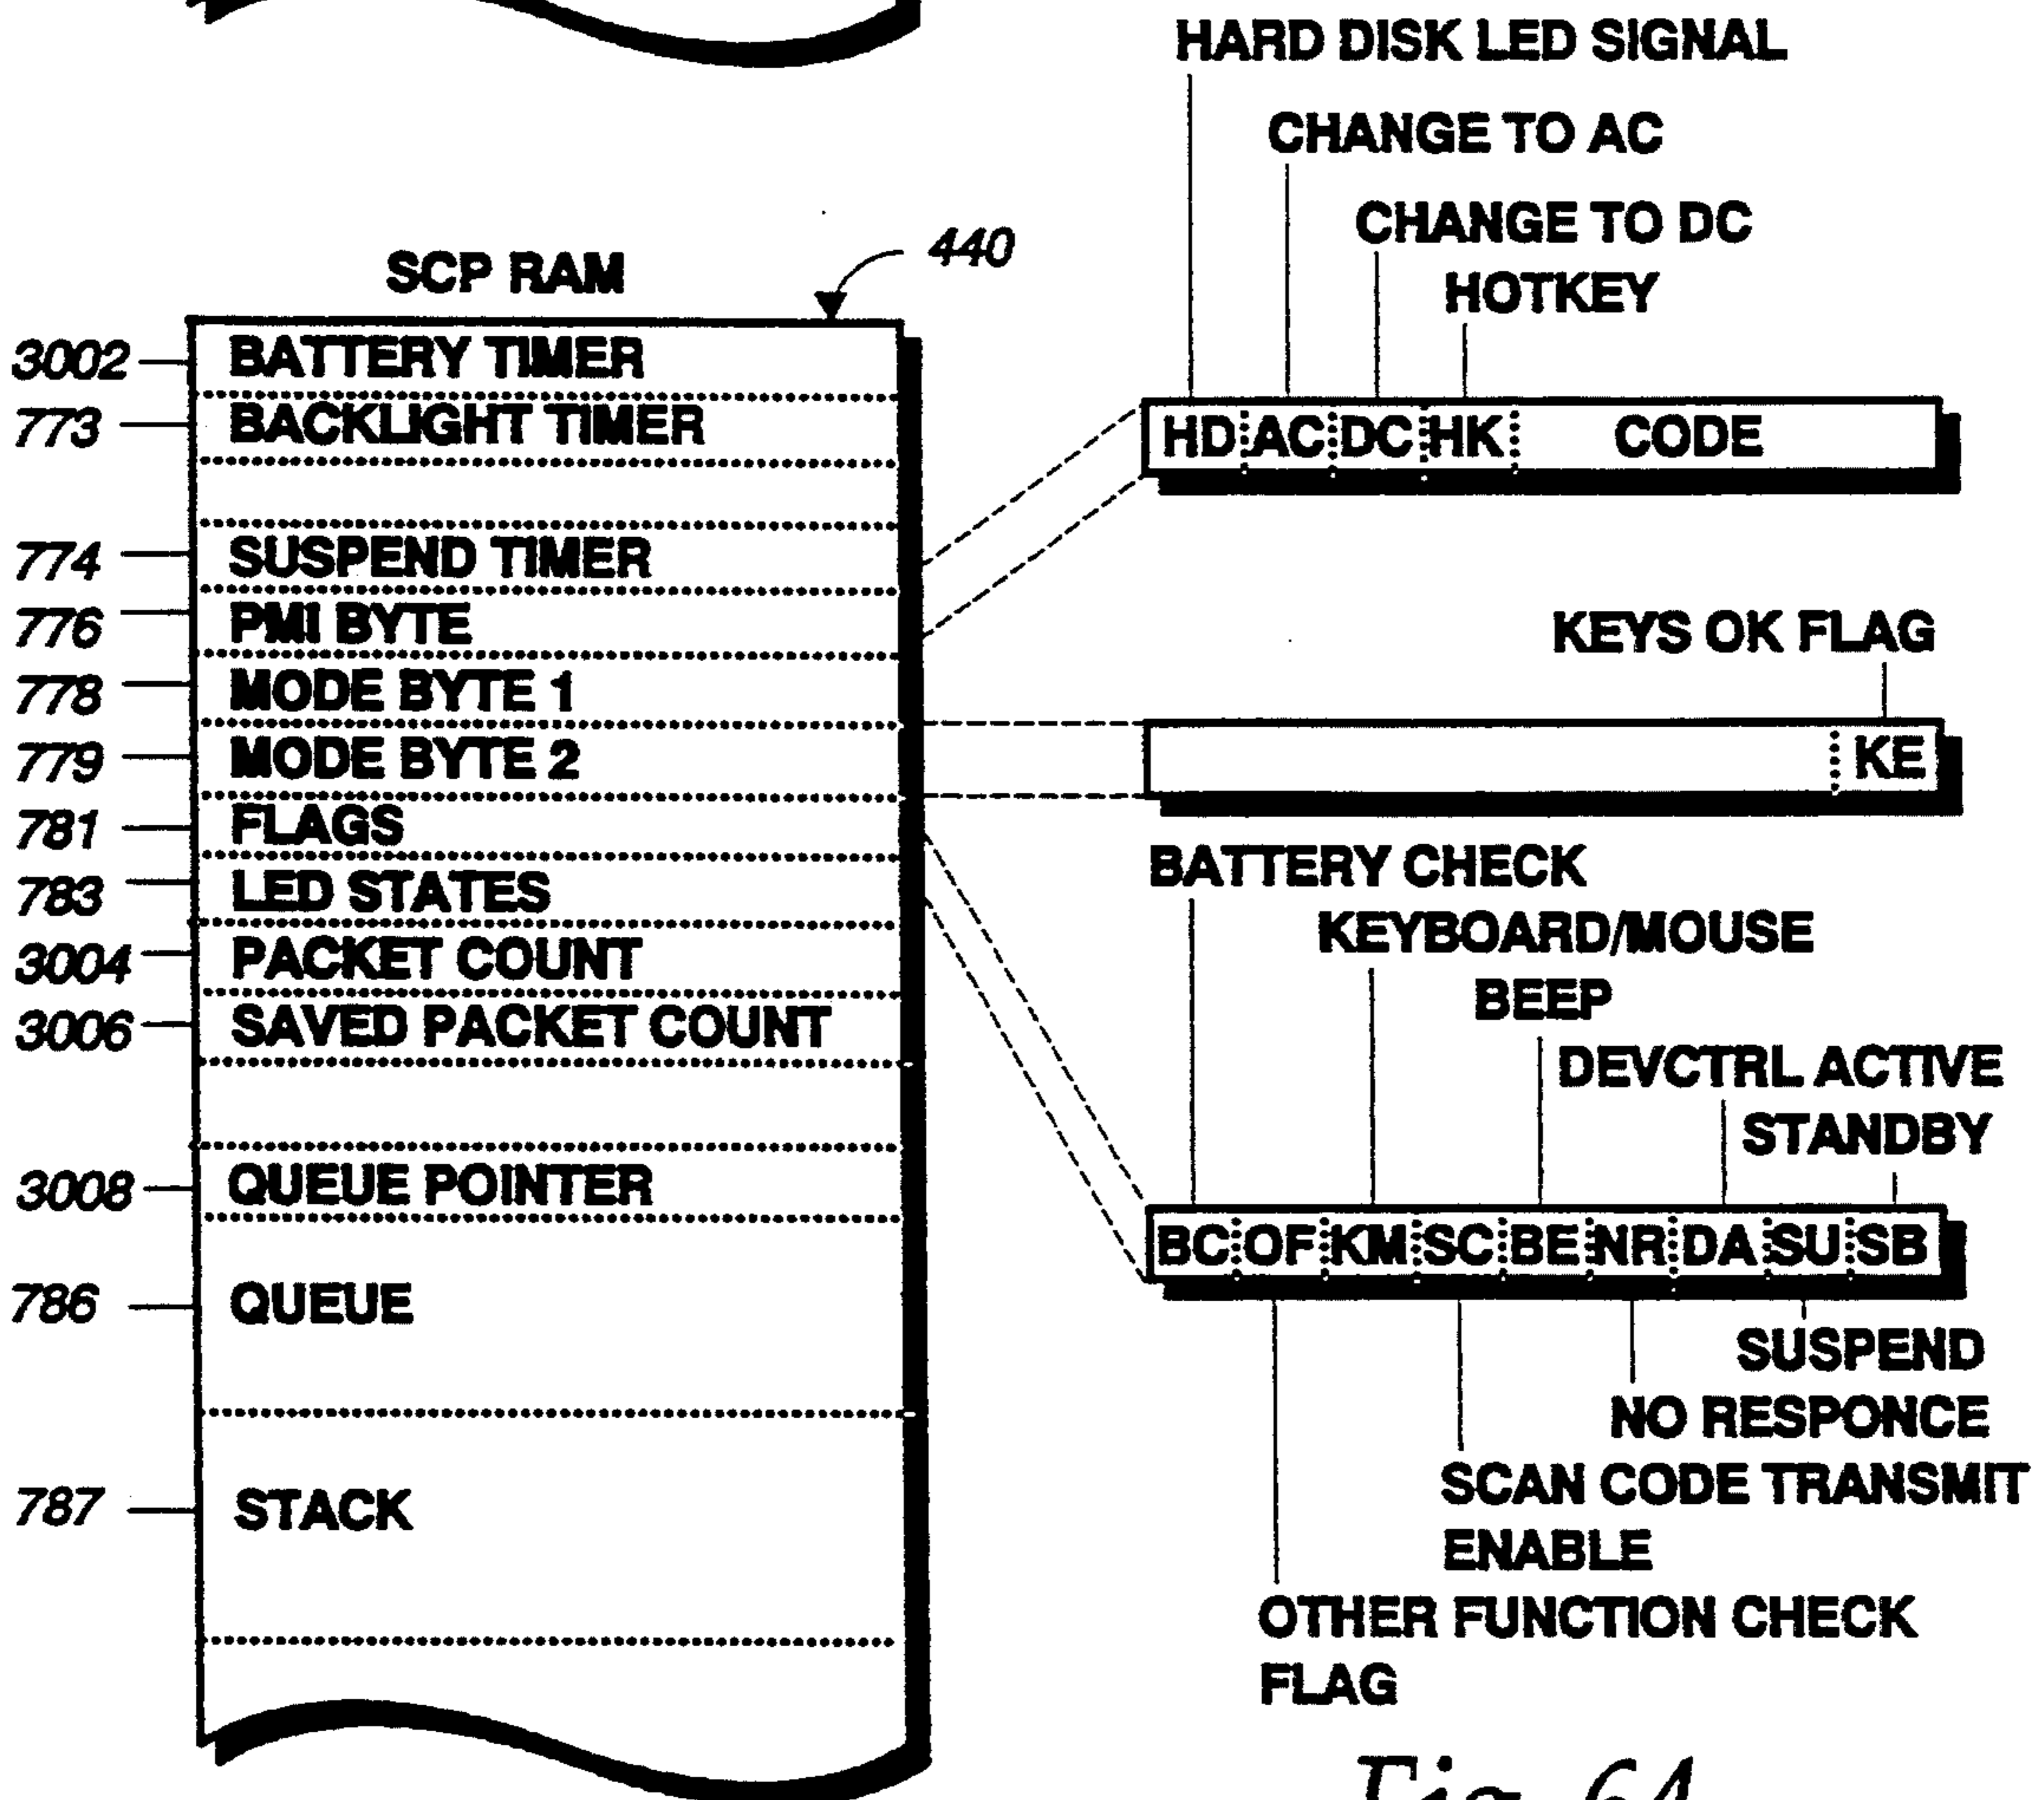 HARD DISK LED SIGNAL
CHANGE TO AC
CHANGE TO DC
HOTKEY
440
SCP RAM
3002 BATTERY TIMER
773 BACKLIGHT TIMER
774 SUSPEND TIMER
776 PMI BYTE
778 MODE BYTE 1
779 MODE BYTE 2
781 FLAGS
783 LED STATES
3004 PACKET COUNT
3006 SAVED PACKET COUNT
3008 QUEUE POINTER
786 QUEUE
787 STACK
HD AC DC HK CODE
KEYS OK FLAG
KE
BATTERY CHECK
KEYBOARD/MOUSE
BEEP
DEVCTRL ACTIVE
STANDBY
BC OF KM SC BE NR DA SU SB
SUSPEND
NO RESPONCE
SCAN CODE TRANSMIT
ENABLE
OTHER FUNCTION CHECK
FLAG
Fig. 6A